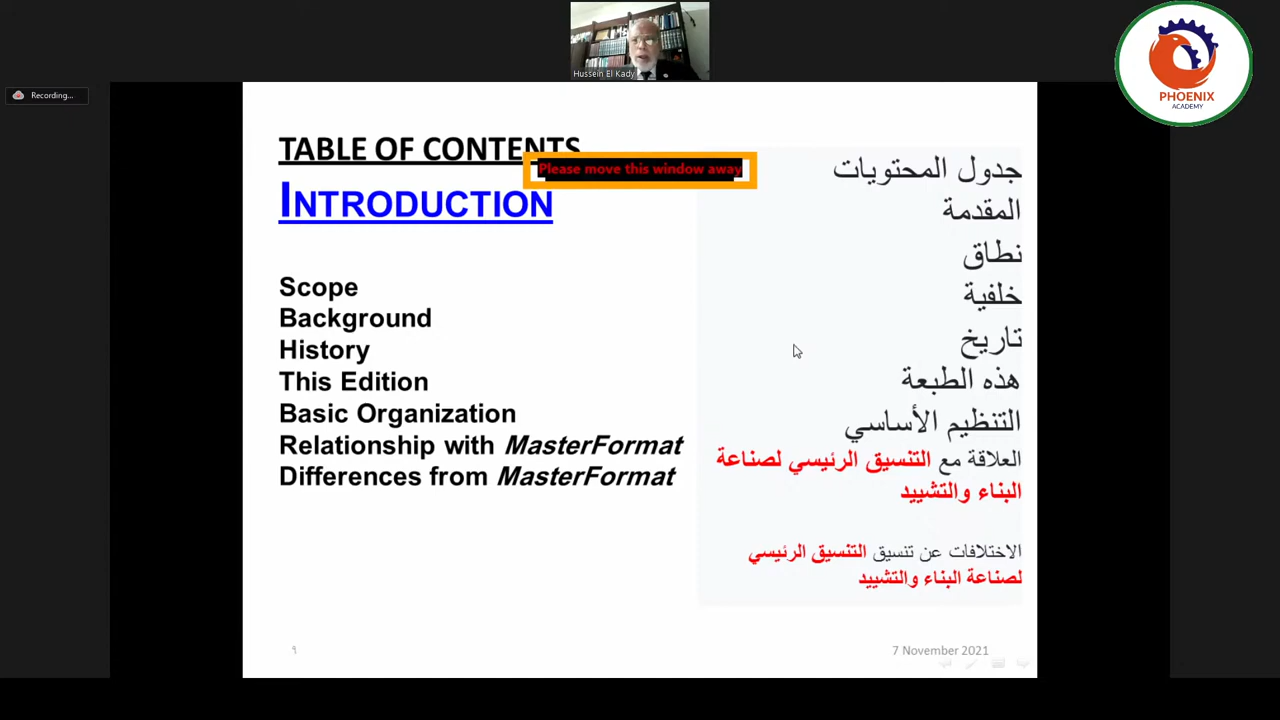 Hussein El Kady
Recording...
PHOENIX
ACADEMY
TABLE OF CONTENTS
Please move this window away
INTRODUCTION
Scope
Background
History
This Edition
Basic Organization
Relationship with MasterFormat
Differences from MasterFormat
جدول المحتويات
المقدمة
نطاق
خلفية
تاريخ
هذه الطبعة
التنظيم الأساسي
العلاقة مع التنسيق الرئيسي لصناعة
البناء والتشييد
الاختلافات عن تنسيق التنسيق الرئيسي
لصناعة البناء والتشييد
٩
7 November 2021